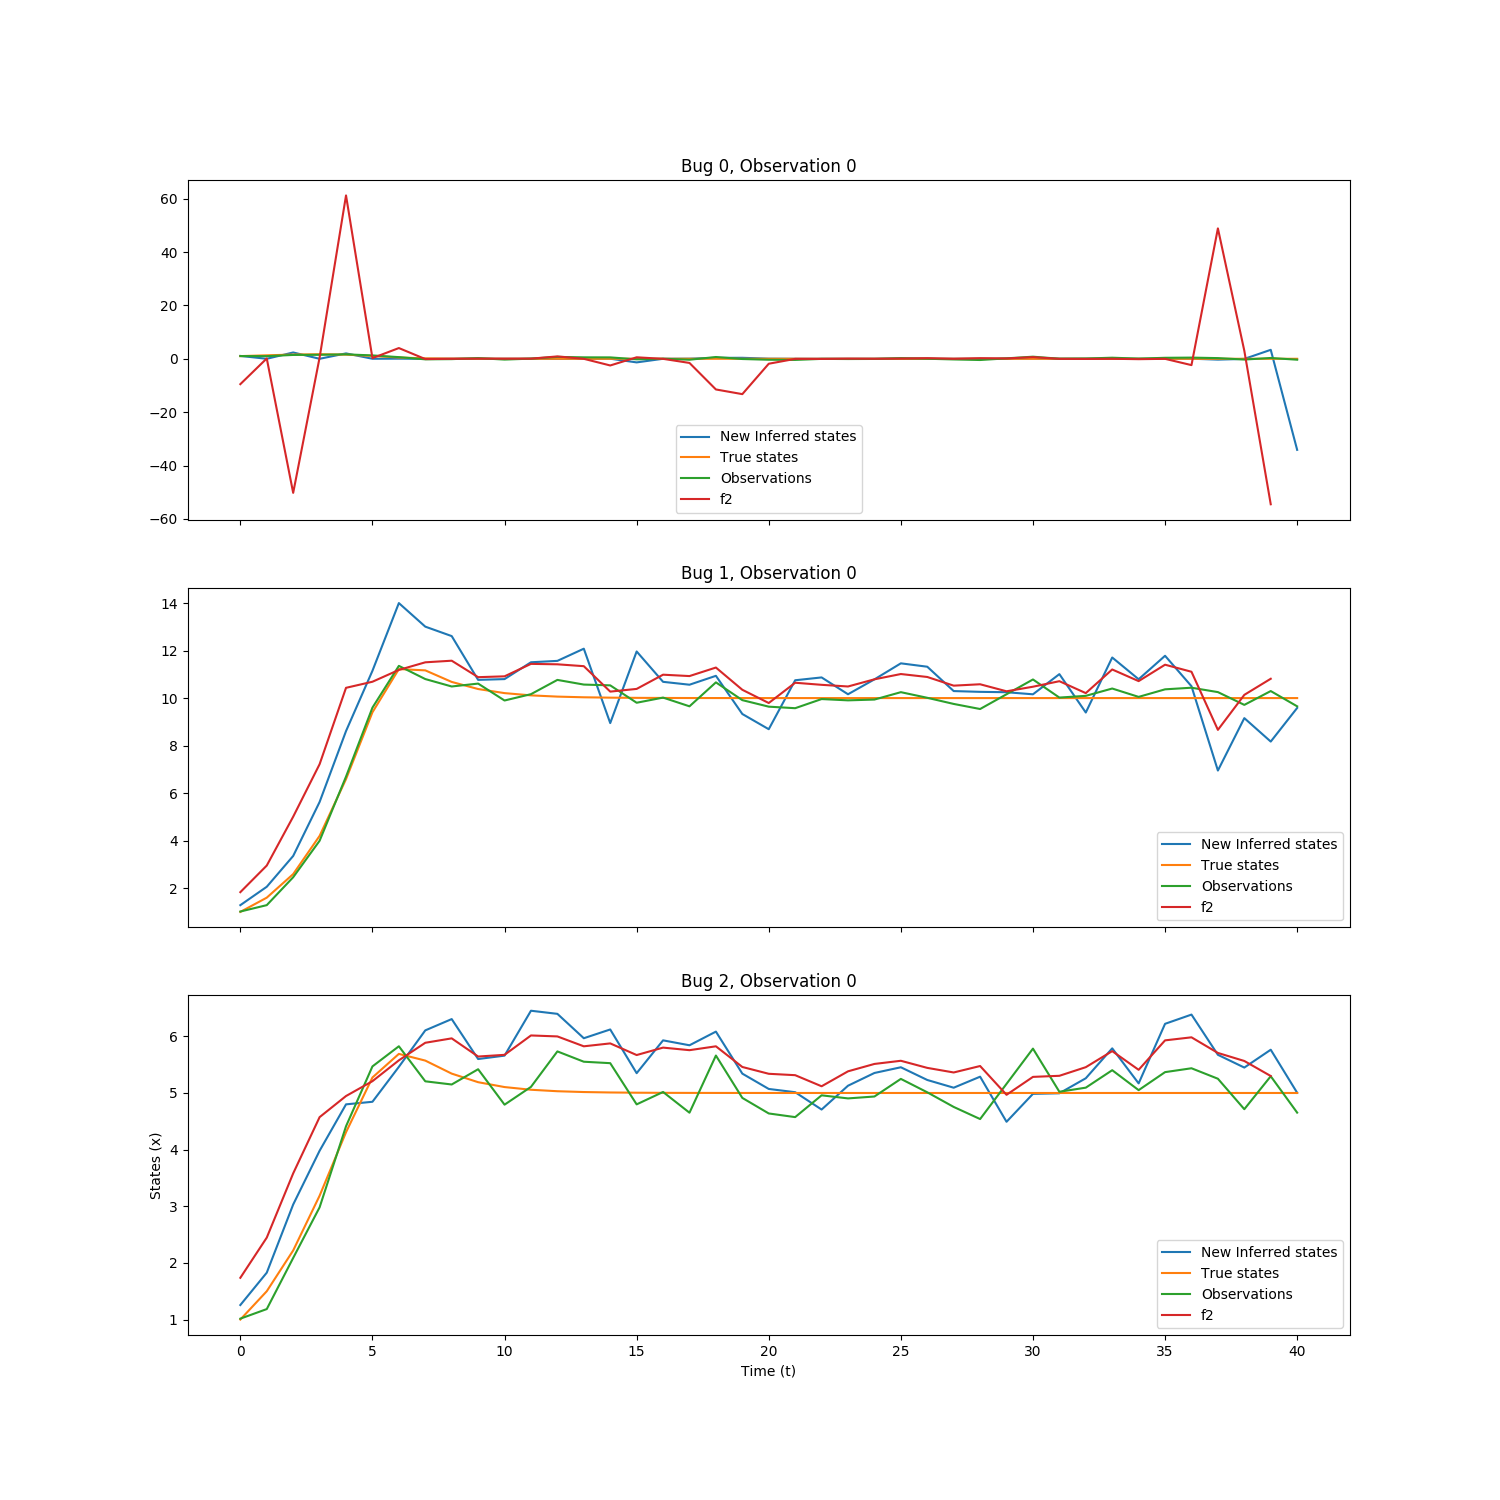 Bug 0, Observation 0
60
40
20
0
−20
−40
−60
New Inferred states
True states
Observations
f2
Bug 1, Observation 0
14
12
10
8
6
4
2
New Inferred states
True states
Observations
f2
Bug 2, Observation 0
6
5
4
3
2
1
States (x)
New Inferred states
True states
Observations
f2
0 5 10 15 20 25 30 35 40
Time (t)